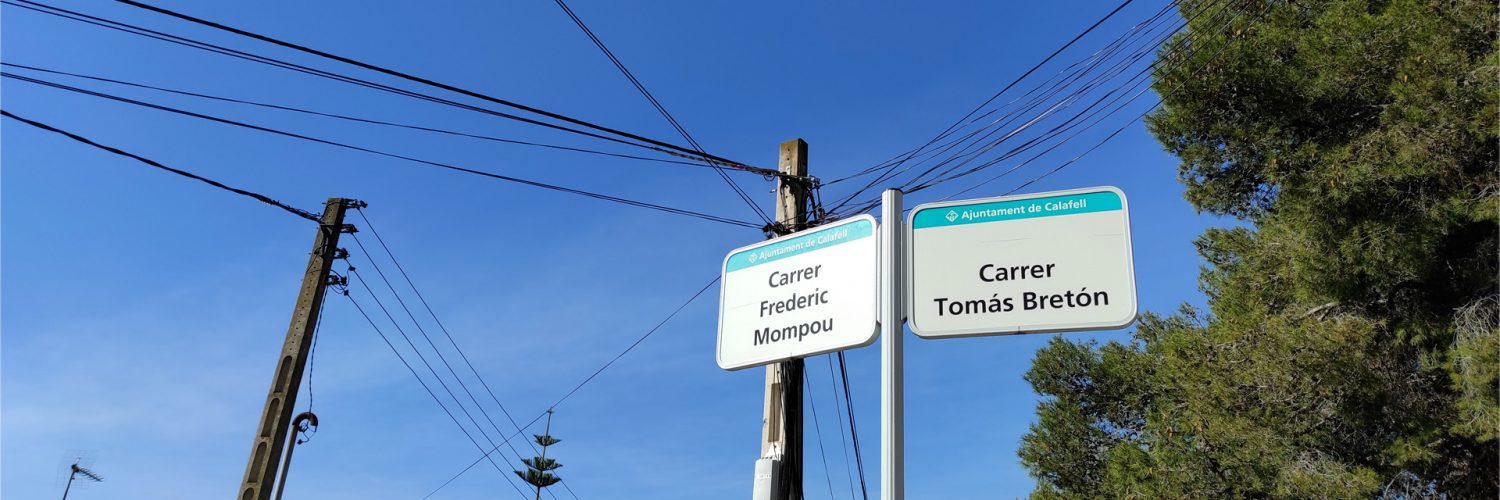 Ajuntament de Calafell
Carrer
Frederic
Mompou
Ajuntament de Calafell
Carrer
Tomás Bretón